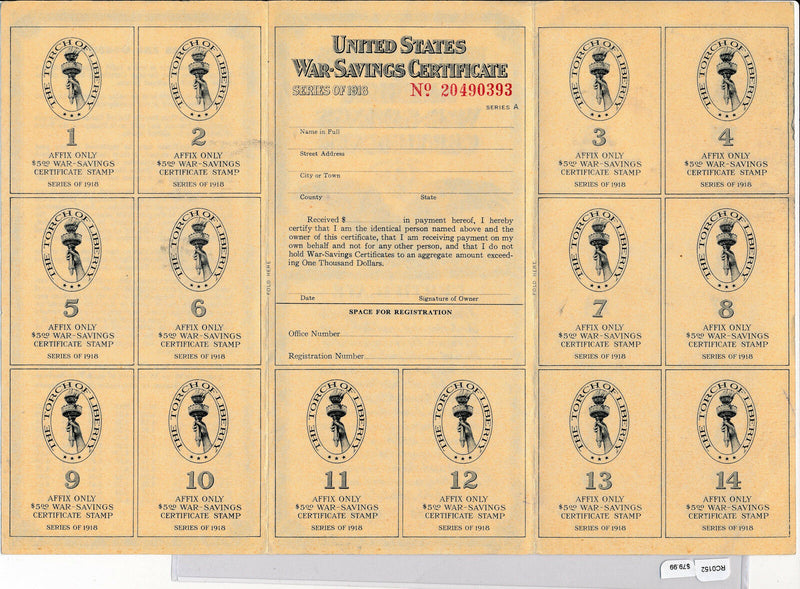 UNITED STATES
WAR-SAVINGS CERTIFICATE
SERIES OF 1918
No 20490393
SERIES A
Name in Full
Street Address
City or Town
County State
Received $ in payment hereof, I hereby
certify that I am the identical person named above and the
owner of this certificate, that I am receiving payment on my
own behalf and not for any other person, and that I do not
hold War-Savings Certificates to an aggregate amount exceed-
ing One Thousand Dollars.
Date Signature of Owner
SPACE FOR REGISTRATION
Office Number
Registration Number
FOLD HERE
FOLD HERE
THE TORCH OF LIBERTY
1
AFFIX ONLY
$5.00 WAR-SAVINGS
CERTIFICATE STAMP
SERIES OF 1918
THE TORCH OF LIBERTY
2
AFFIX ONLY
$5.00 WAR-SAVINGS
CERTIFICATE STAMP
SERIES OF 1918
THE TORCH OF LIBERTY
3
AFFIX ONLY
$5.00 WAR-SAVINGS
CERTIFICATE STAMP
SERIES OF 1918
THE TORCH OF LIBERTY
4
AFFIX ONLY
$5.00 WAR-SAVINGS
CERTIFICATE STAMP
SERIES OF 1918
THE TORCH OF LIBERTY
5
AFFIX ONLY
$5.00 WAR-SAVINGS
CERTIFICATE STAMP
SERIES OF 1918
THE TORCH OF LIBERTY
6
AFFIX ONLY
$5.00 WAR-SAVINGS
CERTIFICATE STAMP
SERIES OF 1918
THE TORCH OF LIBERTY
7
AFFIX ONLY
$5.00 WAR-SAVINGS
CERTIFICATE STAMP
SERIES OF 1918
THE TORCH OF LIBERTY
8
AFFIX ONLY
$5.00 WAR-SAVINGS
CERTIFICATE STAMP
SERIES OF 1918
THE TORCH OF LIBERTY
9
AFFIX ONLY
$5.00 WAR-SAVINGS
CERTIFICATE STAMP
SERIES OF 1918
THE TORCH OF LIBERTY
10
AFFIX ONLY
$5.00 WAR-SAVINGS
CERTIFICATE STAMP
SERIES OF 1918
THE TORCH OF LIBERTY
11
AFFIX ONLY
$5.00 WAR-SAVINGS
CERTIFICATE STAMP
SERIES OF 1918
THE TORCH OF LIBERTY
12
AFFIX ONLY
$5.00 WAR-SAVINGS
CERTIFICATE STAMP
SERIES OF 1918
THE TORCH OF LIBERTY
13
AFFIX ONLY
$5.00 WAR-SAVINGS
CERTIFICATE STAMP
SERIES OF 1918
THE TORCH OF LIBERTY
14
AFFIX ONLY
$5.00 WAR-SAVINGS
CERTIFICATE STAMP
SERIES OF 1918
RC0152
$79.99